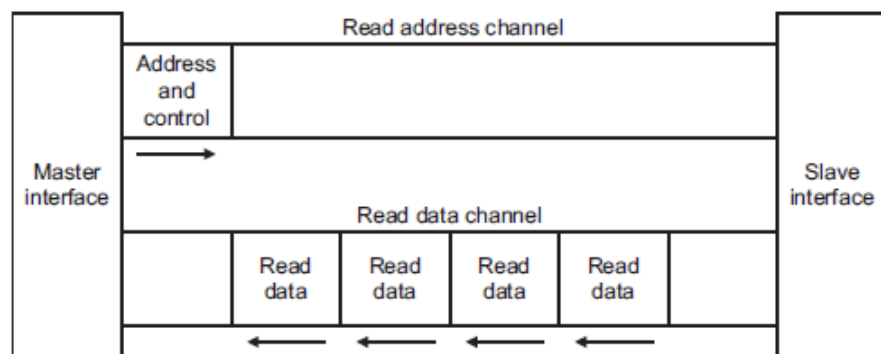 Read address channel
Address
and
control
Master
interface
Slave
interface
Read data channel
Read
data
Read
data
Read
data
Read
data